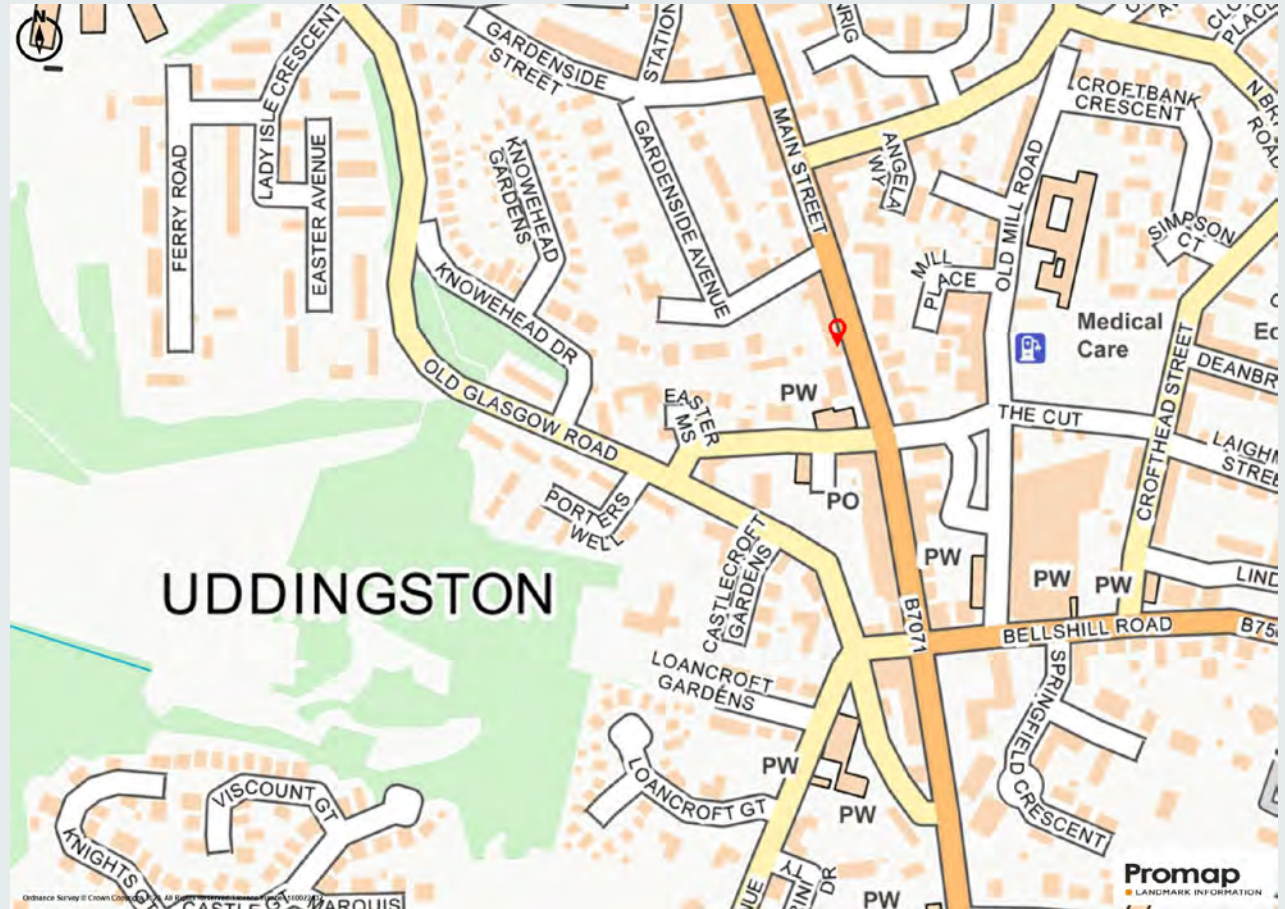 N
GARDENSIDE
STREET
STATION
MAIN STREET
CROFTBANK
CRESCENT
LADY ISLE CRESCENT
FERRY ROAD
EASTER AVENUE
KNOWEHEAD
GARDENS
GARDENSIDE AVENUE
ANGELA
WY
OLD MILL ROAD
SIMPSON
CT
MILL
PLACE
KNOWEHEAD DR
Medical
Care
CROFTHEAD STREET
OLD GLASGOW ROAD
EASTER
MS
PW
THE CUT
PORTERS
WELL
PO
CASTLECROFT
GARDENS
PW
PW
PW
UDDINGSTON
B7071
BELLSHILL ROAD
LOANCROFT
GARDENS
SPRINGFIELD CRESCENT
PW
LOANCROFT GT
PW
VISCOUNT GT
KNIGHTS
MARQUIS
PW
Promap
LANDMARK INFORMATION